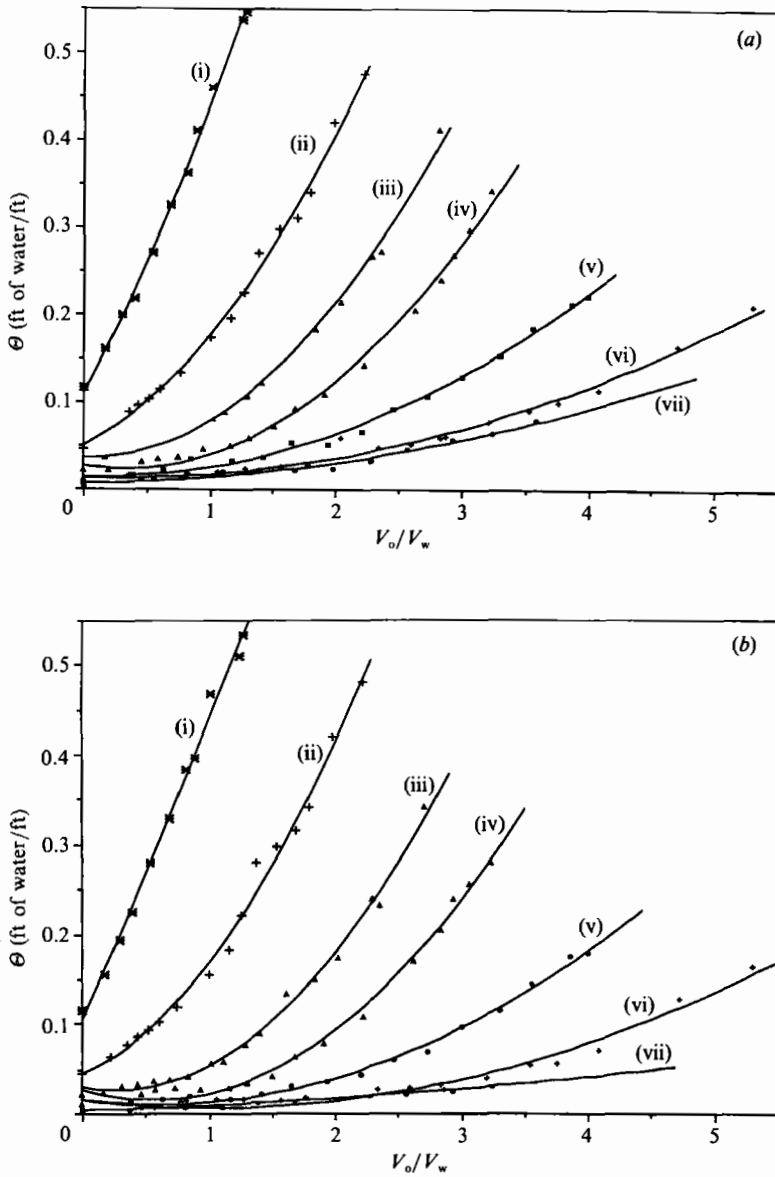 (a)
0.5
0.4
0.3
0.2
0.1
0
Θ (ft of water/ft)
(i)
(ii)
(iii)
(iv)
(v)
(vi)
(vii)
1
2
3
4
5
V_o/V_w
(b)
0.5
0.4
0.3
0.2
0.1
0
Θ (ft of water/ft)
(i)
(ii)
(iii)
(iv)
(v)
(vi)
(vii)
1
2
3
4
5
V_o/V_w